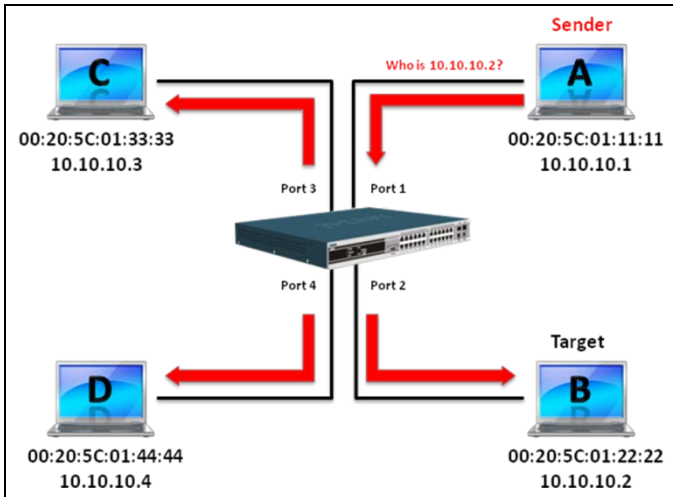 Sender
Who is 10.10.10.2?
C
A
00:20:5C:01:33:33
10.10.10.3
00:20:5C:01:11:11
10.10.10.1
Port 3
Port 1
Port 4
Port 2
Target
D
B
00:20:5C:01:44:44
10.10.10.4
00:20:5C:01:22:22
10.10.10.2